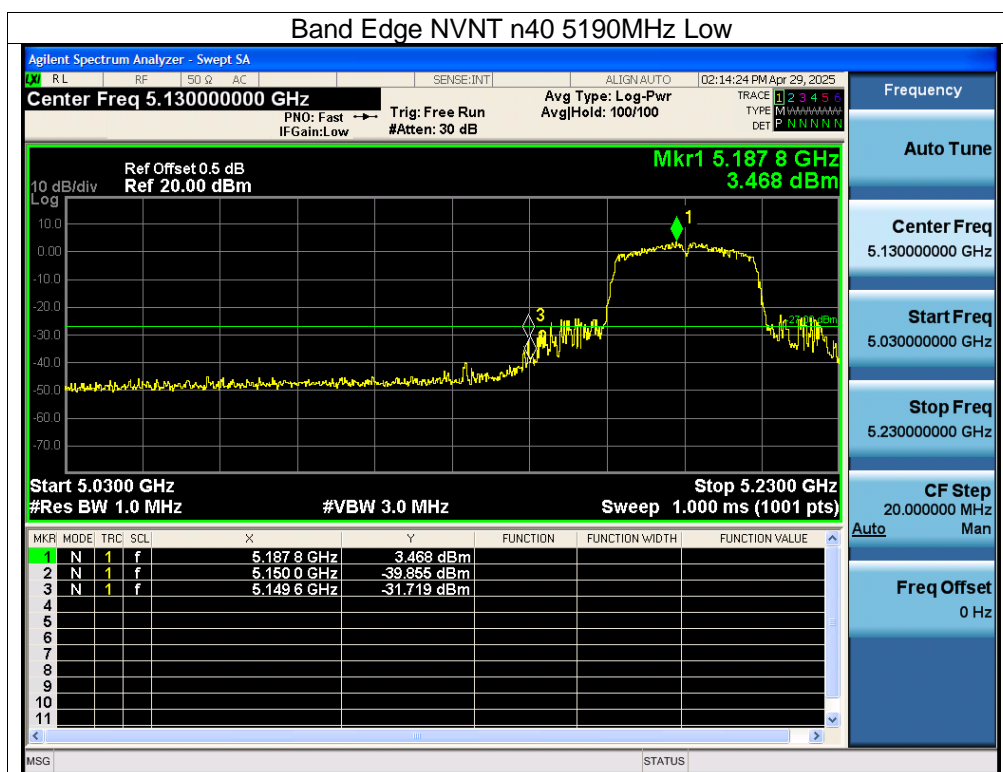 Band Edge NVNT n40 5190MHz Low
Agilent Spectrum Analyzer - Swept SA
LXI RL RF 50 Ω AC SENSE:INT ALIGN AUTO 02:14:24 PM Apr 29, 2025
Center Freq 5.130000000 GHz
PNO: Fast
IFGain:Low
Trig: Free Run
#Atten: 30 dB
Avg Type: Log-Pwr
Avg|Hold: 100/100
TRACE 1 2 3 4 5 6
TYPE M W W W W W
DET P N N N N N
Mkr1 5.187 8 GHz
3.468 dBm
Ref Offset 0.5 dB
10 dB/div Ref 20.00 dBm
Log
10.0
0.00
-10.0
-20.0
-30.0
-40.0
-50.0
-60.0
-70.0
1
3
-27.00 dBm
Start 5.0300 GHz Stop 5.2300 GHz
#Res BW 1.0 MHz #VBW 3.0 MHz Sweep 1.000 ms (1001 pts)
MKR MODE TRC SCL X Y FUNCTION FUNCTION WIDTH FUNCTION VALUE
1 N 1 f 5.187 8 GHz 3.468 dBm
2 N 1 f 5.150 0 GHz -39.855 dBm
3 N 1 f 5.149 6 GHz -31.719 dBm
4
5
6
7
8
9
10
11
MSG STATUS
Frequency
Auto Tune
Center Freq
5.130000000 GHz
Start Freq
5.030000000 GHz
Stop Freq
5.230000000 GHz
CF Step
20.000000 MHz
Auto Man
Freq Offset
0 Hz